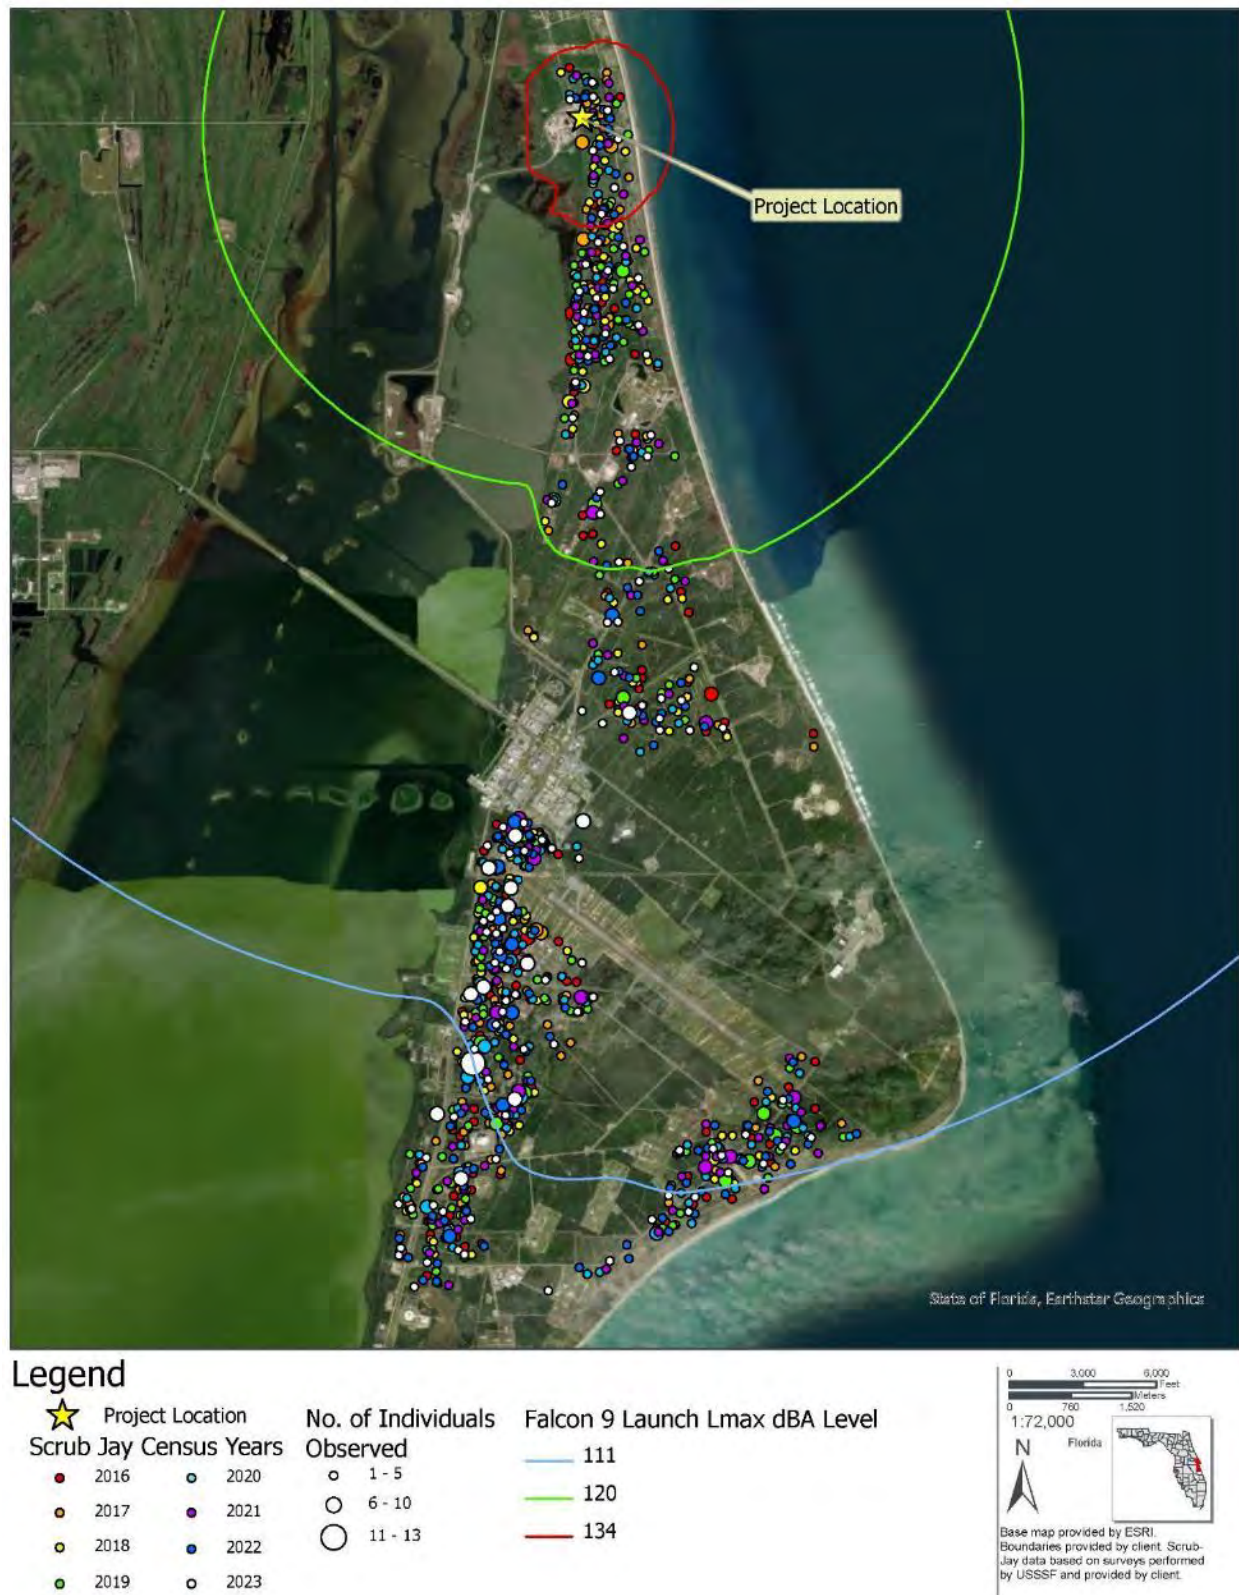 Project Location
State of Florida, Earthstar Geographics
Legend
Project Location
Scrub Jay Census Years
2016
2017
2018
2019
2020
2021
2022
2023
No. of Individuals
Observed
1 - 5
6 - 10
11 - 13
Falcon 9 Launch Lmax dBA Level
111
120
134
0 3,000 6,000
Feet
Meters
0 760 1,520
1:72,000
N
Florida
Base map provided by ESRI.
Boundaries provided by client. Scrub-
Jay data based on surveys performed
by USSSF and provided by client.